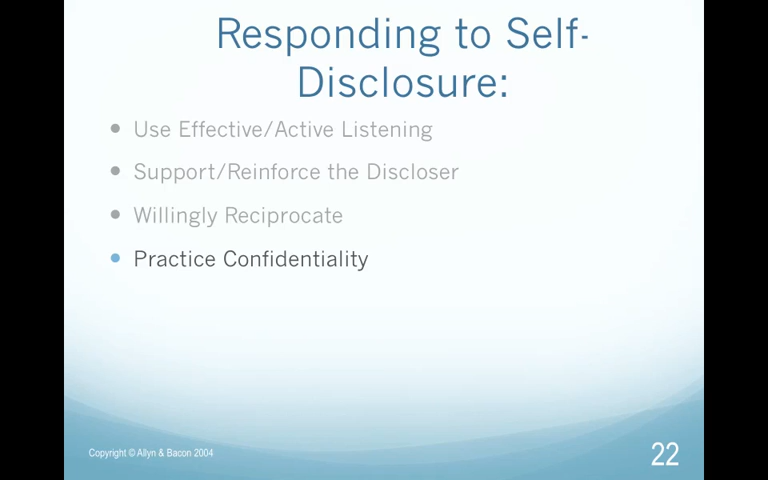 Responding to Self-
Disclosure:
• Use Effective/Active Listening
• Support/Reinforce the Discloser
• Willingly Reciprocate
• Practice Confidentiality
Copyright © Allyn & Bacon 2004
22